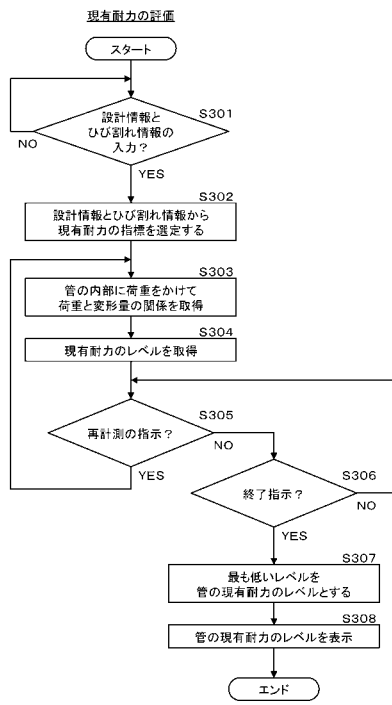 現有耐力の評価
スタート
S301
設計情報と
ひび割れ情報の
入力？
NO
YES
S302
設計情報とひび割れ情報から
現有耐力の指標を選定する
S303
管の内部に荷重をかけて
荷重と変形量の関係を取得
S304
現有耐力のレベルを取得
S305
再計測の指示？
NO
YES
S306
終了指示？
NO
YES
S307
最も低いレベルを
管の現有耐力のレベルとする
S308
管の現有耐力のレベルを表示
エンド